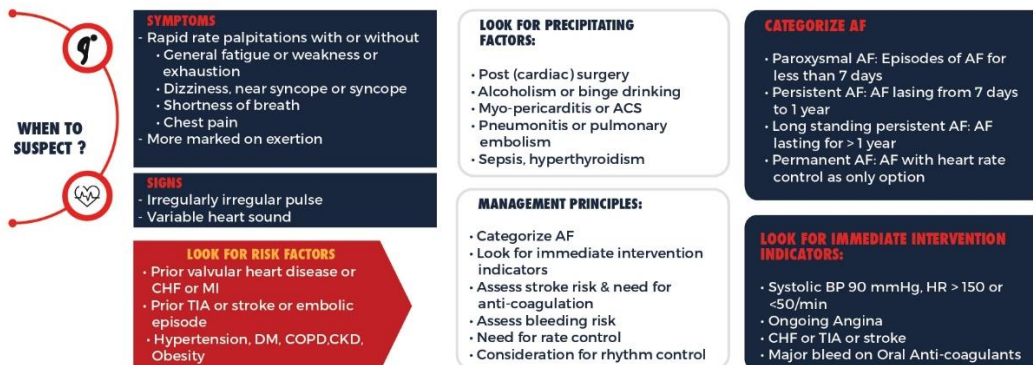 WHEN TO
SUSPECT ?
SYMPTOMS
- Rapid rate palpitations with or without
• General fatigue or weakness or
exhaustion
• Dizziness, near syncope or syncope
• Shortness of breath
• Chest pain
- More marked on exertion
SIGNS
- Irregularly irregular pulse
- Variable heart sound
LOOK FOR RISK FACTORS
• Prior valvular heart disease or
CHF or MI
• Prior TIA or stroke or embolic
episode
• Hypertension, DM, COPD,CKD,
Obesity
LOOK FOR PRECIPITATING
FACTORS:
• Post (cardiac) surgery
• Alcoholism or binge drinking
• Myo-pericarditis or ACS
• Pneumonitis or pulmonary
embolism
• Sepsis, hyperthyroidism
MANAGEMENT PRINCIPLES:
• Categorize AF
• Look for immediate intervention
indicators
• Assess stroke risk & need for
anti-coagulation
• Assess bleeding risk
• Need for rate control
• Consideration for rhythm control
CATEGORIZE AF
• Paroxysmal AF: Episodes of AF for
less than 7 days
• Persistent AF: AF lasing from 7 days
to 1 year
• Long standing persistent AF: AF
lasting for > 1 year
• Permanent AF: AF with heart rate
control as only option
LOOK FOR IMMEDIATE INTERVENTION
INDICATORS:
• Systolic BP 90 mmHg, HR > 150 or
<50/min
• Ongoing Angina
• CHF or TIA or stroke
• Major bleed on Oral Anti-coagulants